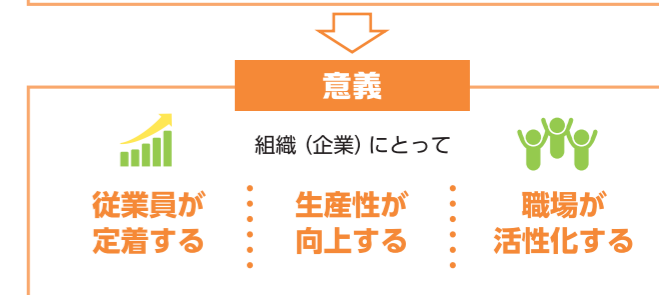 意義
組織（企業）にとって
従業員が
定着する
生産性が
向上する
職場が
活性化する